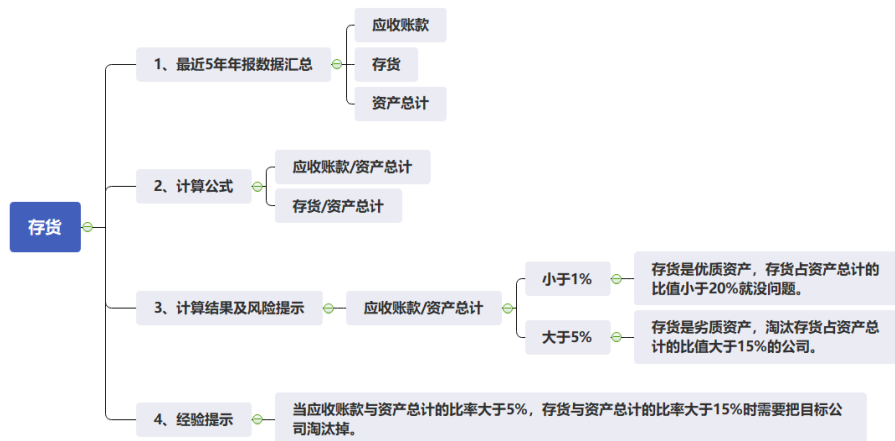 存货
1、最近5年年报数据汇总
应收账款
存货
资产总计
2、计算公式
应收账款/资产总计
存货/资产总计
3、计算结果及风险提示
应收账款/资产总计
小于1%
存货是优质资产，存货占资产总计的
比值小于20%就没问题。
大于5%
存货是劣质资产，淘汰存货占资产总
计的比值大于15%的公司。
4、经验提示
当应收账款与资产总计的比率大于5%，存货与资产总计的比率大于15%时需要把目标公
司淘汰掉。